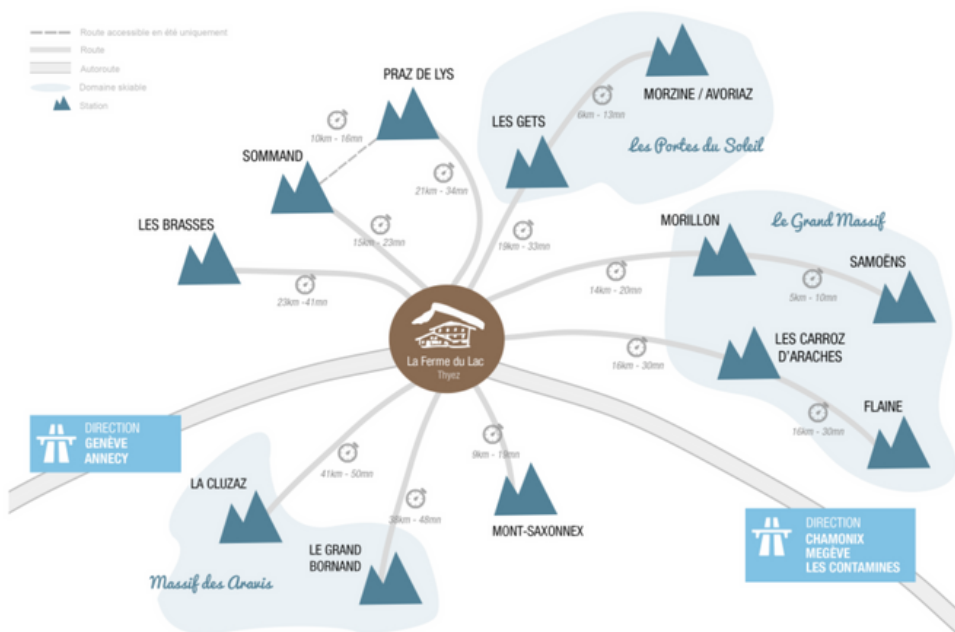 Route accessible en été uniquement
Route
Autoroute
Domaine skiable
Station
PRAZ DE LYS
10km - 16mn
SOMMAND
21km - 34mn
15km - 23mn
LES BRASSES
23km -41mn
LES GETS
6km - 13mn
MORZINE / AVORIAZ
Les Portes du Soleil
19km - 33mn
MORILLON
Le Grand Massif
SAMOËNS
14km - 20mn
5km - 10mn
LES CARROZ
D'ARACHES
16km - 30mn
FLAINE
16km - 30mn
La Ferme du Lac
Thyez
DIRECTION
GENÈVE
ANNECY
41km - 50mn
LA CLUZAZ
38km - 48mn
LE GRAND
BORNAND
Massif des Aravis
9km - 19mn
MONT-SAXONNEX
DIRECTION
CHAMONIX
MEGÈVE
LES CONTAMINES